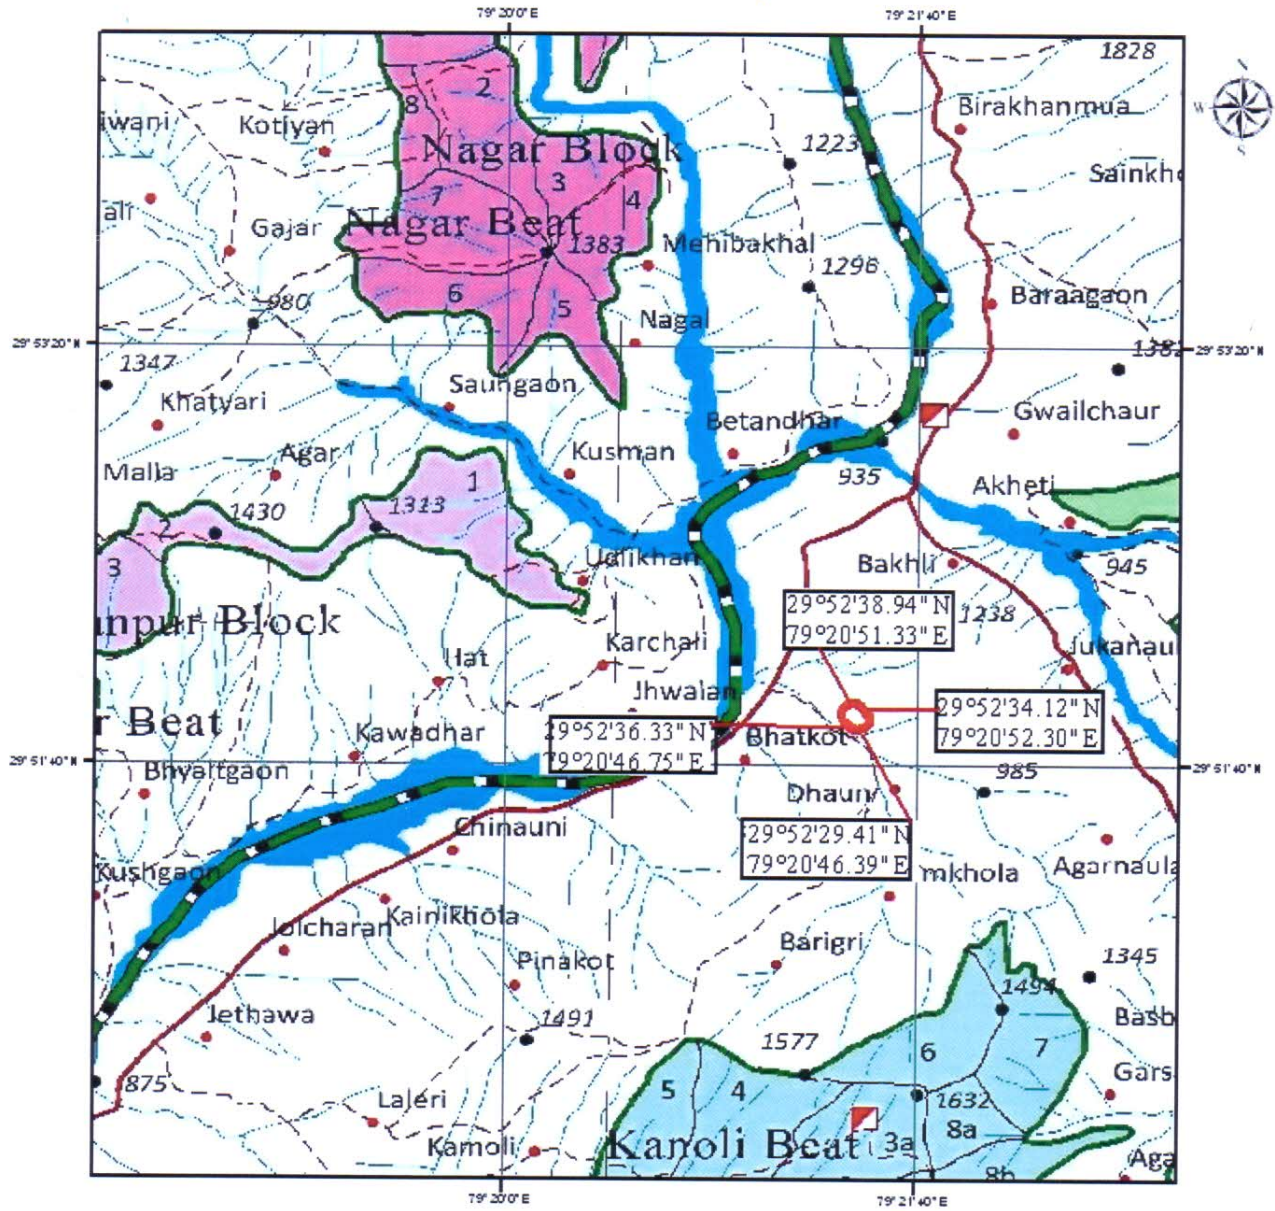 79°20'0"E
79°21'40"E
1828
N
W
S
Birakhanmua
iwani
Kotiyan
8
2
1223
Nagar Block
3
4
7
Sainkh
ali
Gajar
Nagar Beat
1383
Mehibakhal
1296
6
5
980
Baraagaon
Nagal
29°53'20"N
29°53'20"N
1347
1382
Saungaon
Khatyari
Betandhar
Gwailchaur
Malla
Agar
Kusman
935
Akheti
1
1430
1313
2
3
Udlikhan
Bakhli
945
29°52'38.94"N
79°20'51.33"E
1238
inpur Block
Karchali
Jukanau
Hat
Jhwalan
29°52'34.12"N
79°20'52.30"E
r Beat
Kawadhar
29°52'36.33"N
79°20'46.75"E
Bhatkot
29°51'40"N
29°51'40"N
Bhyaltgaon
985
Dhaun
Chinauni
29°52'29.41"N
79°20'46.39"E
Kushgaon
mkhola
Agarnaula
Jolcharan
Kainikhola
Barigri
Pinakot
1345
1494
Jethawa
1491
1577
Basb
6
7
875
5
4
Gars
Laleri
1632
Kamoli
Kanoli Beat
3a
8a
8b
Aga
79°20'0"E
79°21'40"E